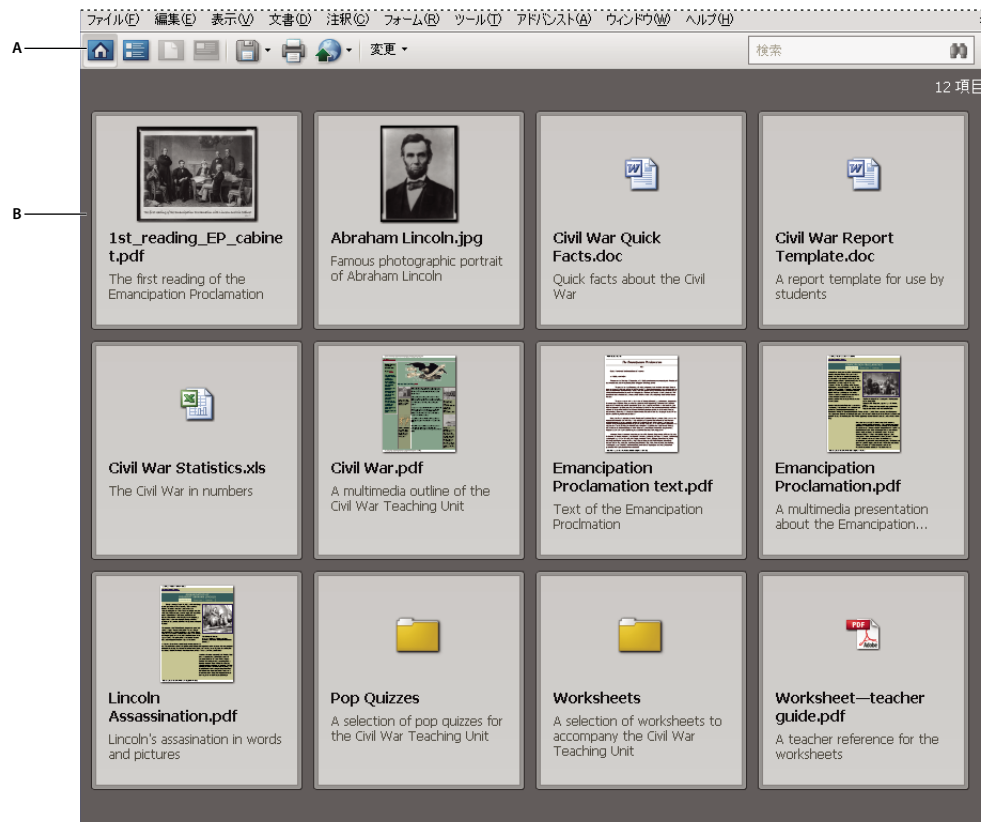 ファイル(F) 編集(E) 表示(V) 文書(D) 注釈(C) フォーム(R) ツール(T) アドバンスト(A) ウィンドウ(W) ヘルプ(H)
A
変更
検索
12 項目
B
1st_reading_EP_cabine
t.pdf
The first reading of the
Emancipation Proclamation
Abraham Lincoln.jpg
Famous photographic portrait
of Abraham Lincoln
Civil War Quick
Facts.doc
Quick facts about the Civil
War
Civil War Report
Template.doc
A report template for use by
students
Civil War Statistics.xls
The Civil War in numbers
Civil War.pdf
A multimedia outline of the
Civil War Teaching Unit
Emancipation
Proclamation text.pdf
Text of the Emancipation
Proclmation
Emancipation
Proclamation.pdf
A multimedia presentation
about the Emancipation...
Lincoln
Assassination.pdf
Lincoln's assasination in words
and pictures
Pop Quizzes
A selection of pop quizzes for
the Civil War Teaching Unit
Worksheets
A selection of worksheets to
accompany the Civil War
Teaching Unit
PDF
Adobe
Worksheet—teacher
guide.pdf
A teacher reference for the
worksheets